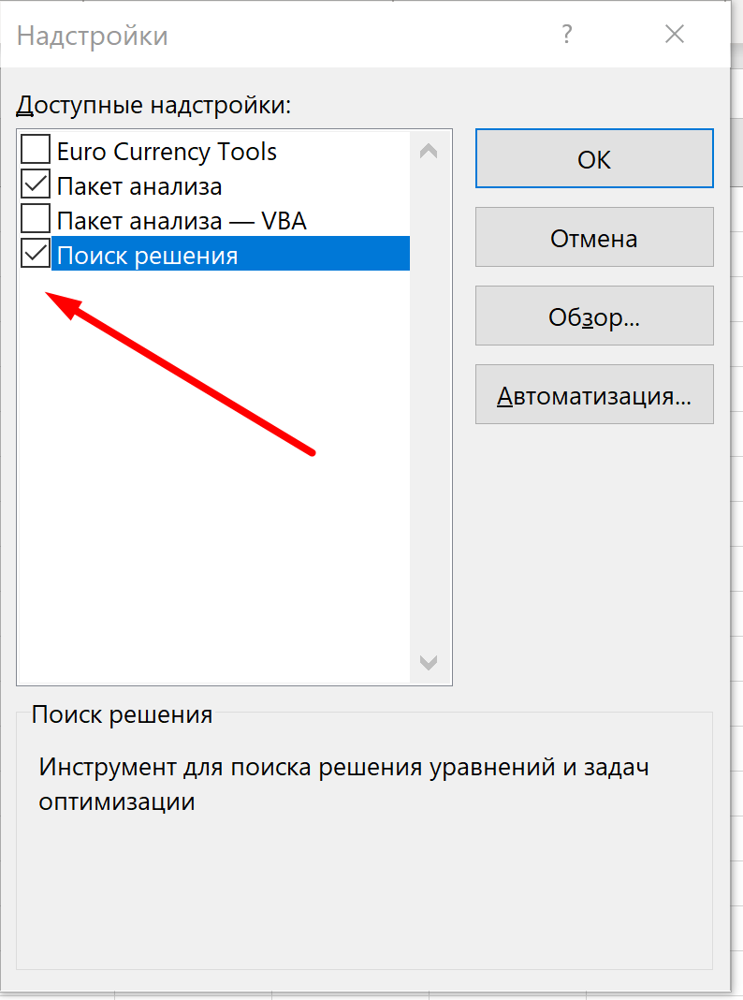 Надстройки
?
Доступные надстройки:
Euro Currency Tools
Пакет анализа
Пакет анализа — VBA
Поиск решения
ОК
Отмена
Обзор...
Автоматизация...
Поиск решения
Инструмент для поиска решения уравнений и задач
оптимизации